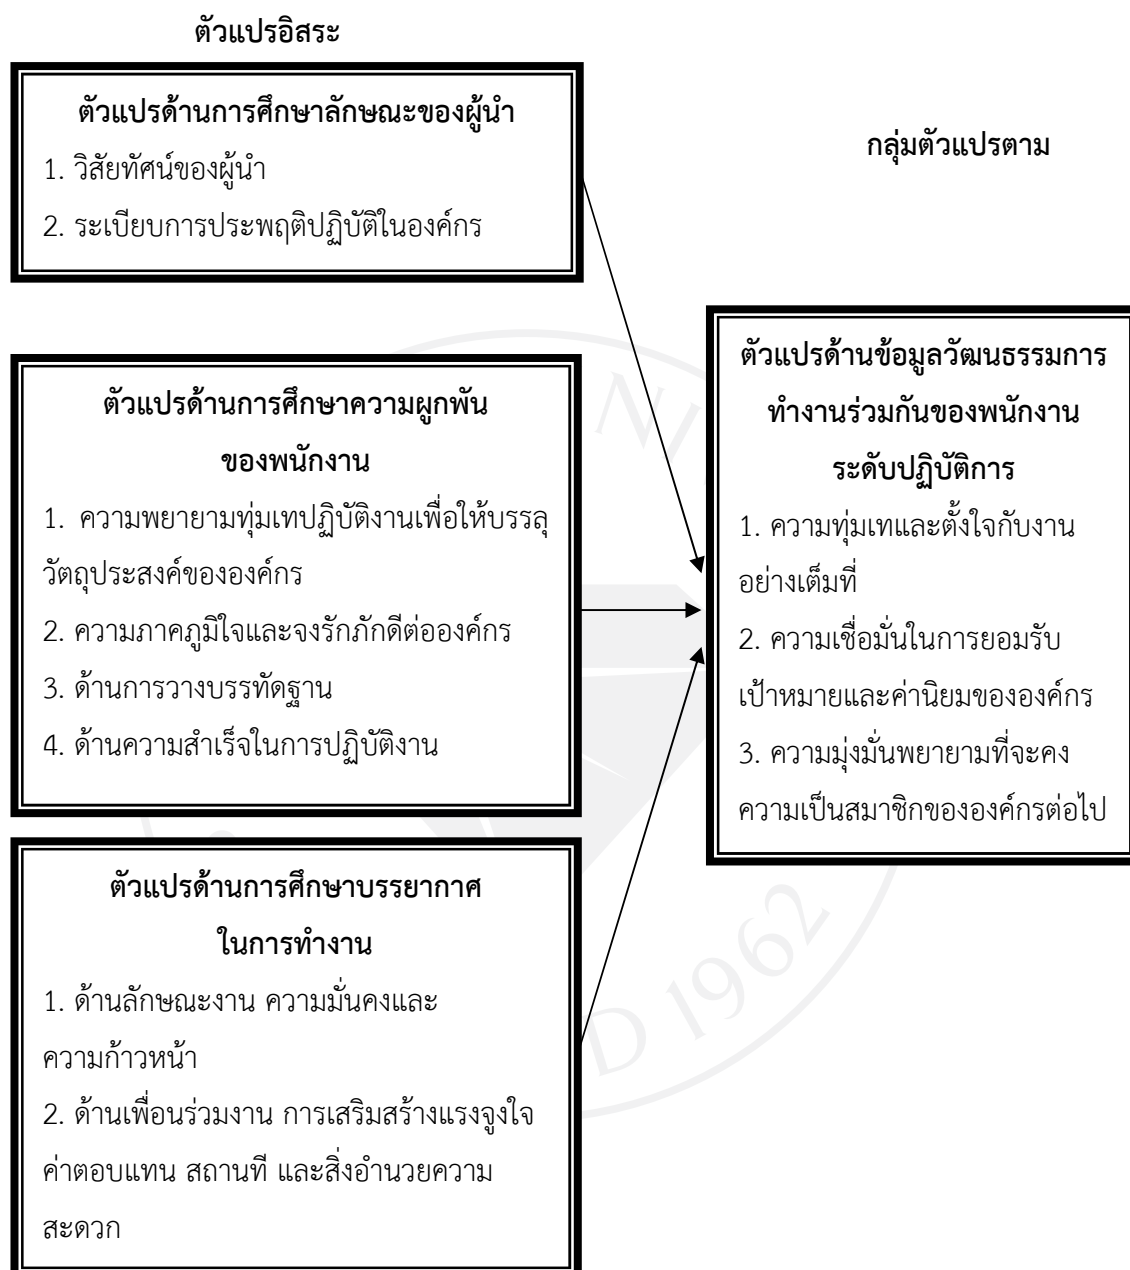 ตัวแปรอิสระ
ตัวแปรด้านการศึกษาลักษณะของผู้นำ
1. วิสัยทัศน์ของผู้นำ
2. ระเบียบการประพฤติปฏิบัติในองค์กร
ตัวแปรด้านการศึกษาความผูกพัน
ของพนักงาน
1. ความพยายามทุ่มเทปฏิบัติงานเพื่อให้บรรลุ
วัตถุประสงค์ขององค์กร
2. ความภาคภูมิใจและจงรักภักดีต่อองค์กร
3. ด้านการวางบรรทัดฐาน
4. ด้านความสำเร็จในการปฏิบัติงาน
ตัวแปรด้านการศึกษาบรรยากาศ
ในการทำงาน
1. ด้านลักษณะงาน ความมั่นคงและ
ความก้าวหน้า
2. ด้านเพื่อนร่วมงาน การเสริมสร้างแรงจูงใจ
ค่าตอบแทน สถานที่ และสิ่งอำนวยความ
สะดวก
กลุ่มตัวแปรตาม
ตัวแปรด้านข้อมูลวัฒนธรรมการ
ทำงานร่วมกันของพนักงาน
ระดับปฏิบัติการ
1. ความทุ่มเทและตั้งใจกับงาน
อย่างเต็มที่
2. ความเชื่อมั่นในการยอมรับ
เป้าหมายและค่านิยมขององค์กร
3. ความมุ่งมั่นพยายามที่จะคง
ความเป็นสมาชิกขององค์กรต่อไป
D 1962